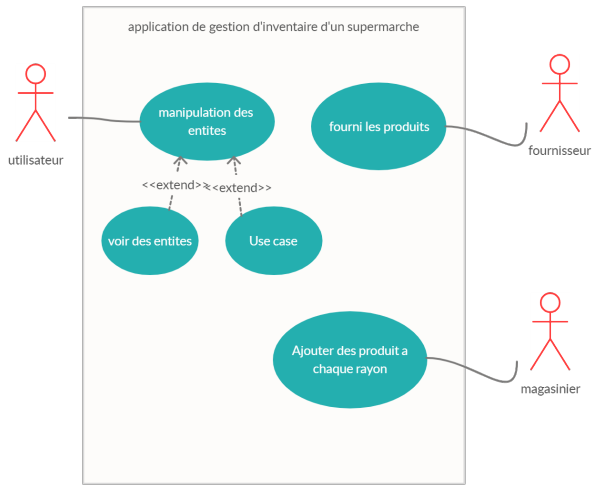 application de gestion d'inventaire d'un supermarche
manipulation des
entites
fourni les produits
utilisateur
fournisseur
<<extend>>
<<extend>>
voir des entites
Use case
Ajouter des produit a
chaque rayon
magasinier